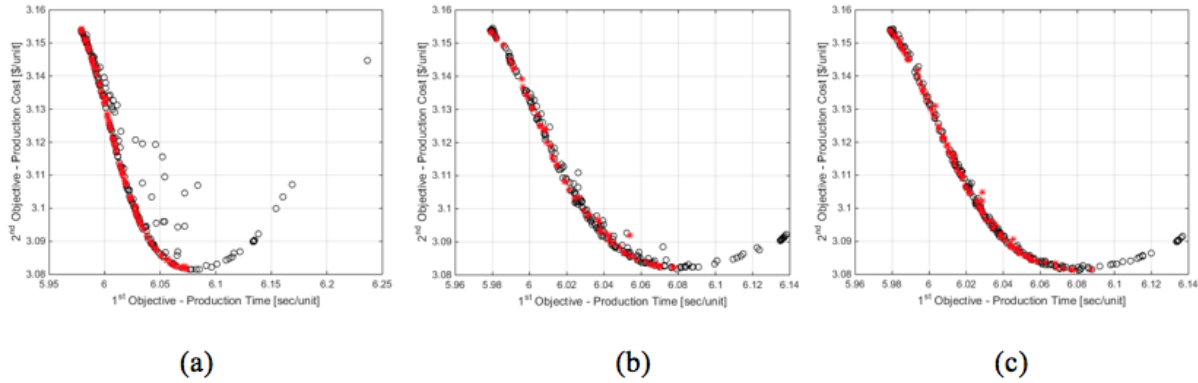 3.16
3.15
3.14
3.13
3.12
3.11
3.1
3.09
3.08
2nd Objective - Production Cost [$/unit]
5.95 6 6.05 6.1 6.15 6.2 6.25
1st Objective - Production Time [sec/unit]
(a)
3.16
3.15
3.14
3.13
3.12
3.11
3.1
3.09
3.08
2nd Objective - Production Cost [$/unit]
5.96 5.98 6 6.02 6.04 6.06 6.08 6.1 6.12 6.14
1st Objective - Production Time [sec/unit]
(b)
3.16
3.15
3.14
3.13
3.12
3.11
3.1
3.09
3.08
2nd Objective - Production Cost [$/unit]
5.96 5.98 6 6.02 6.04 6.06 6.08 6.1 6.12 6.14
1st Objective - Production Time [sec/unit]
(c)